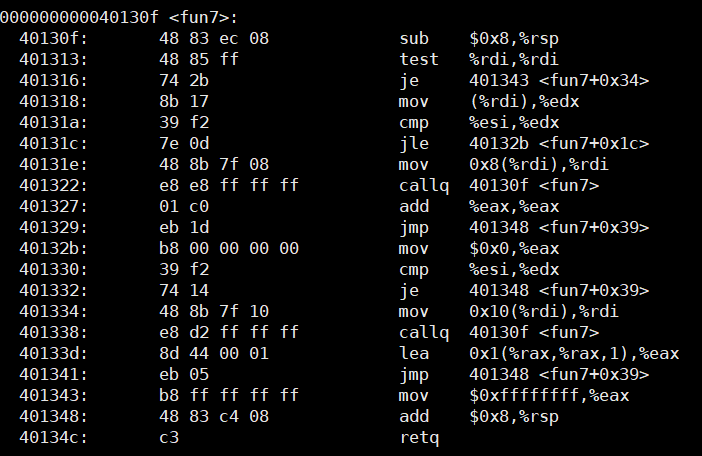 000000000040130f <fun7>:
40130f: 48 83 ec 08 sub $0x8,%rsp
401313: 48 85 ff test %rdi,%rdi
401316: 74 2b je 401343 <fun7+0x34>
401318: 8b 17 mov (%rdi),%edx
40131a: 39 f2 cmp %esi,%edx
40131c: 7e 0d jle 40132b <fun7+0x1c>
40131e: 48 8b 7f 08 mov 0x8(%rdi),%rdi
401322: e8 e8 ff ff ff callq 40130f <fun7>
401327: 01 c0 add %eax,%eax
401329: eb 1d jmp 401348 <fun7+0x39>
40132b: b8 00 00 00 00 mov $0x0,%eax
401330: 39 f2 cmp %esi,%edx
401332: 74 14 je 401348 <fun7+0x39>
401334: 48 8b 7f 10 mov 0x10(%rdi),%rdi
401338: e8 d2 ff ff ff callq 40130f <fun7>
40133d: 8d 44 00 01 lea 0x1(%rax,%rax,1),%eax
401341: eb 05 jmp 401348 <fun7+0x39>
401343: b8 ff ff ff ff mov $0xffffffff,%eax
401348: 48 83 c4 08 add $0x8,%rsp
40134c: c3 retq